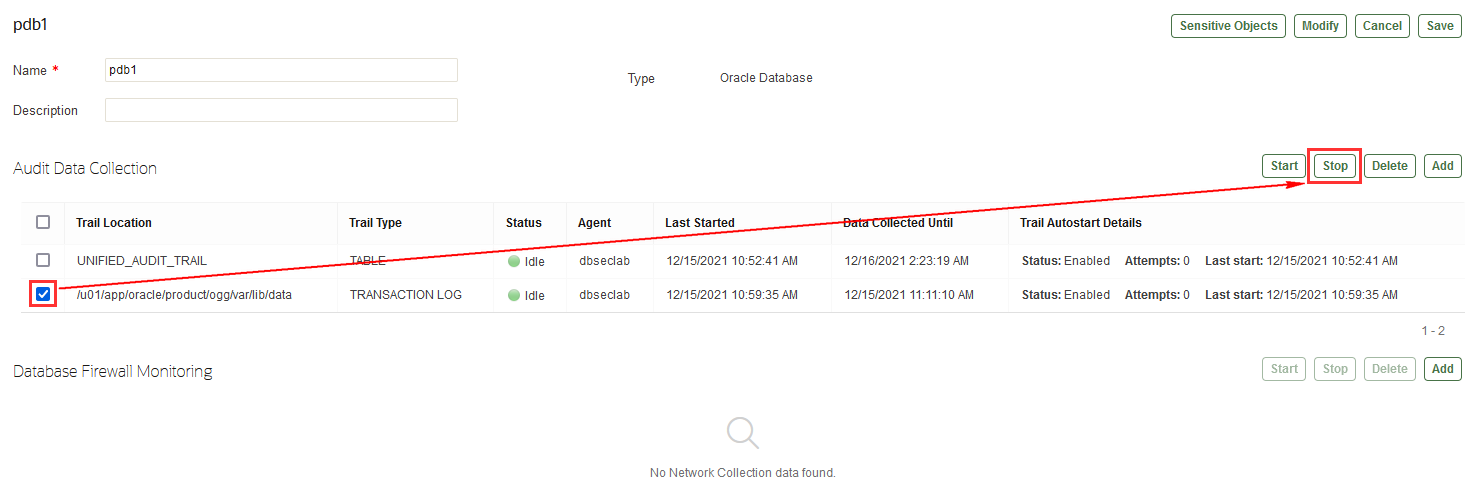 pdb1
Sensitive Objects Modify Cancel Save
Name * pdb1
Type Oracle Database
Description
Audit Data Collection Start Stop Delete Add
Trail Location Trail Type Status Agent Last Started Data Collected Until Trail Autostart Details
UNIFIED_AUDIT_TRAIL TABLE Idle dbseclab 12/15/2021 10:52:41 AM 12/16/2021 2:23:19 AM Status: Enabled Attempts: 0 Last start: 12/15/2021 10:52:41 AM
/u01/app/oracle/product/ogg/var/lib/data TRANSACTION LOG Idle dbseclab 12/15/2021 10:59:35 AM 12/15/2021 11:11:10 AM Status: Enabled Attempts: 0 Last start: 12/15/2021 10:59:35 AM
1 - 2
Database Firewall Monitoring Start Stop Delete Add
No Network Collection data found.